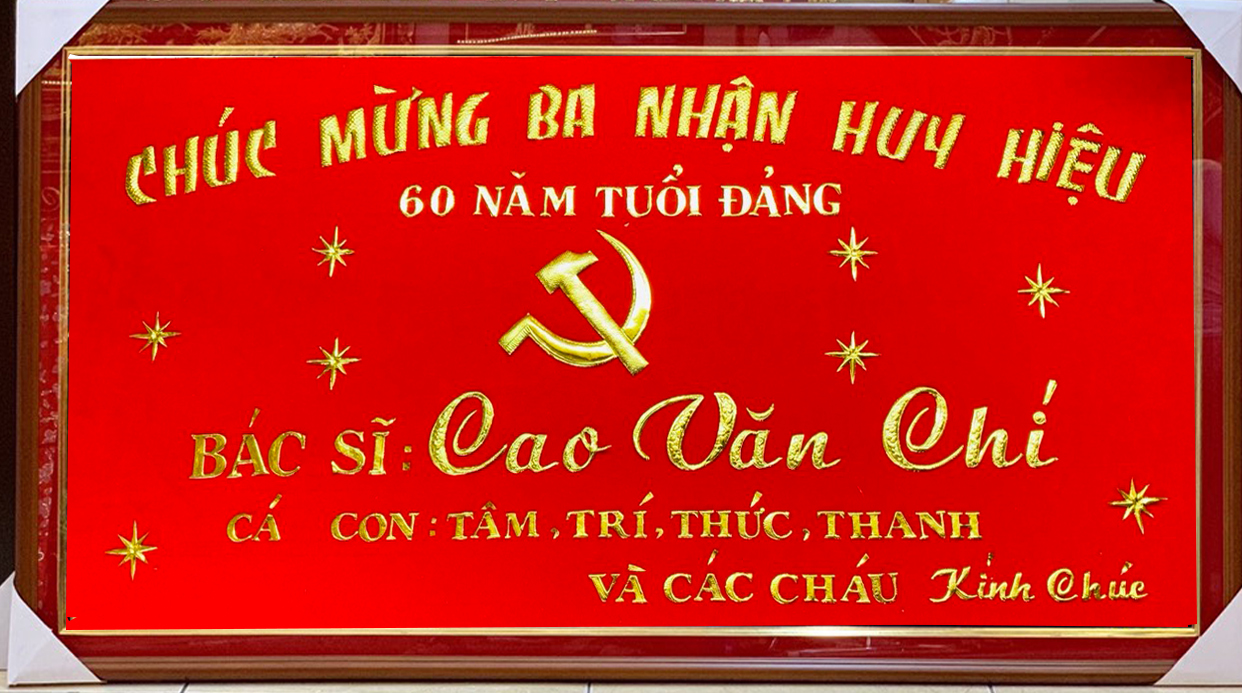 CHÚC MỪNG BA NHẬN HUY HIỆU
60 NĂM TUỔI ĐẢNG
BÁC SĨ: Cao Văn Chí
CÁ CON: TÂM, TRÍ, THỨC, THANH
VÀ CÁC CHÁU Kính Chúc